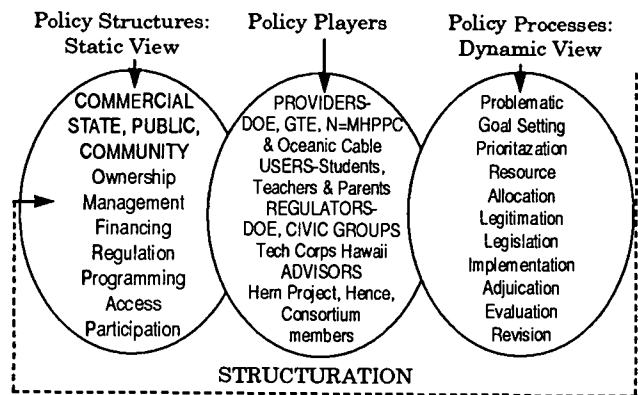 Policy Structures:
Static View
Policy Players
Policy Processes:
Dynamic View
COMMERCIAL
STATE, PUBLIC,
COMMUNITY
Ownership
Management
Financing
Regulation
Programming
Access
Participation
PROVIDERS-
DOE, GTE, N=MHPPC
& Oceanic Cable
USERS-Students,
Teachers & Parents
REGULATORS-
DOE, CIVIC GROUPS
Tech Corps Hawaii
ADVISORS
Hern Project, Hence,
Consortium
members
Problematic
Goal Setting
Prioritazation
Resource
Allocation
Legitimation
Legislation
Implementation
Adjuication
Evaluation
Revision
STRUCTURATION